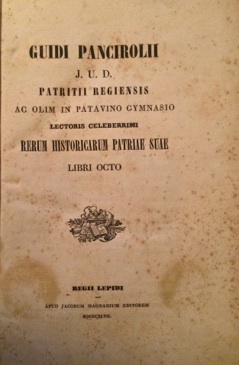 GUIDI PANCIROLII
J. U. D.
PATRITII REGIENSIS
AC OLIM IN PATAVINO GYMNASIO
LECTORIS CELEBERRIMI
RERUM HISTORICARUM PATRIAE SUAE
LIBRI OCTO
REGII LEPIDI
APUD JACOBUM EDITOREM